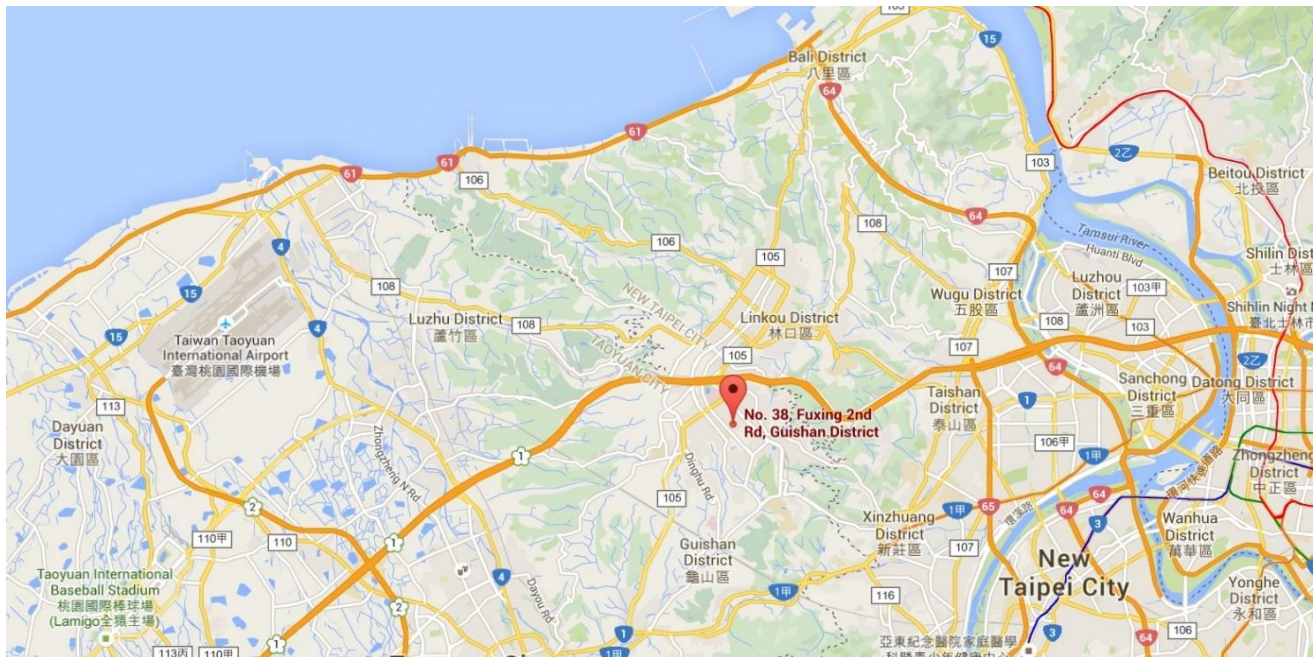 103
15
Bali District
八里區
64
61
103
2乙
61
61
106
Beitou District
北投區
4
106
105
108
64
Tamsui River
Huanti Blvd
Shilin Dist
士林區
15
108
NEW TAIPEI CITY
107
Luzhou
District
蘆洲區
103甲
Wugu District
五股區
Linkou District
林口區
Luzhu District
蘆竹區
108
4
108
103
Shihlin Night
臺北士林市
15
Taiwan Taoyuan
International Airport
臺灣桃園國際機場
TAOYUAN CITY
105
107
64
2乙
Sanchong
District
三重區
Datong District
大同區
Taishan
District
泰山區
1
113
Dayuan
District
大園區
No. 38, Fuxing 2nd
Rd, Guishan District
Zhongzheng N Rd
1
106甲
1甲
Zhongzheng
District
中正區
環河快速道路
Dinghu Rd
105
2
64
65
環漢路
64
3
Xinzhuang
District
新莊區
1甲
Wanhua
District
萬華區
110甲
110
1
107
Guishan
District
龜山區
New
Taipei City
Taoyuan International
Baseball Stadium
桃園國際棒球場
(Lamigo全猿主場)
4
Dayou Rd
2
1甲
116
Yonghe
District
永和區
106
1
1
亞東紀念醫院家庭醫學
3
113丙
110甲
1甲